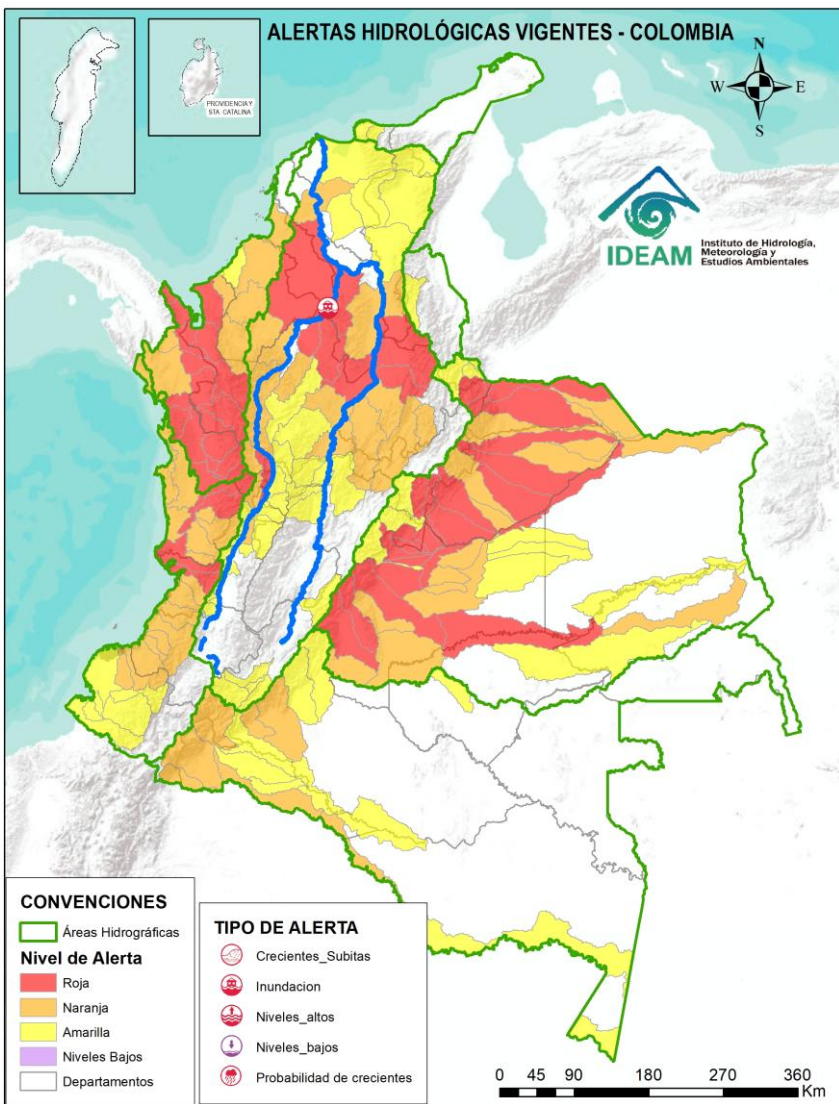 ALERTAS HIDROLÓGICAS VIGENTES - COLOMBIA
PROVIDENCIA Y
STA CATALINA
N
W
E
S
IDEAM
Instituto de Hidrología,
Meteorología y
Estudios Ambientales
CONVENCIONES
Áreas Hidrográficas
Nivel de Alerta
Roja
Naranja
Amarilla
Niveles Bajos
Departamentos
TIPO DE ALERTA
Crecientes_Subitas
Inundacion
Niveles_altos
Niveles_bajos
Probabilidad de crecientes
0 45 90 180 270 360
Km